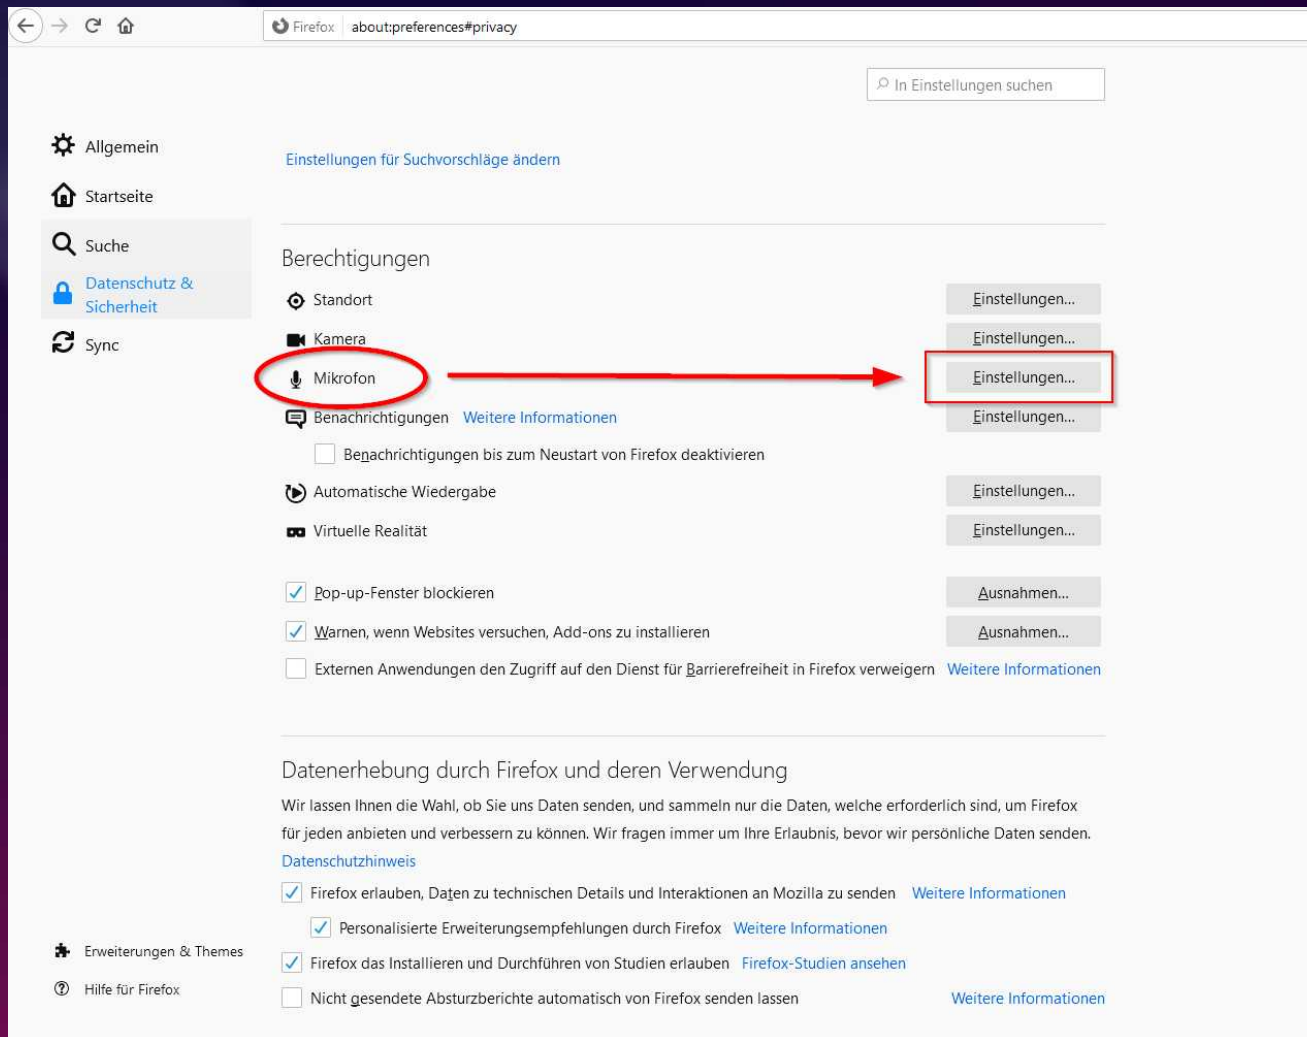 Firefox about:preferences#privacy
In Einstellungen suchen
Allgemein
Startseite
Suche
Datenschutz &
Sicherheit
Sync
Erweiterungen & Themes
Hilfe für Firefox
Einstellungen für Suchvorschläge ändern
Berechtigungen
Standort Einstellungen...
Kamera Einstellungen...
Mikrofon Einstellungen...
Benachrichtigungen Weitere Informationen Einstellungen...
Benachrichtigungen bis zum Neustart von Firefox deaktivieren
Automatische Wiedergabe Einstellungen...
Virtuelle Realität Einstellungen...
Pop-up-Fenster blockieren Ausnahmen...
Warnen, wenn Websites versuchen, Add-ons zu installieren Ausnahmen...
Externen Anwendungen den Zugriff auf den Dienst für Barrierefreiheit in Firefox verweigern Weitere Informationen
Datenerhebung durch Firefox und deren Verwendung
Wir lassen Ihnen die Wahl, ob Sie uns Daten senden, und sammeln nur die Daten, welche erforderlich sind, um Firefox
für jeden anbieten und verbessern zu können. Wir fragen immer um Ihre Erlaubnis, bevor wir persönliche Daten senden.
Datenschutzhinweis
Firefox erlauben, Daten zu technischen Details und Interaktionen an Mozilla zu senden Weitere Informationen
Personalisierte Erweiterungsempfehlungen durch Firefox Weitere Informationen
Firefox das Installieren und Durchführen von Studien erlauben Firefox-Studien ansehen
Nicht gesendete Absturzberichte automatisch von Firefox senden lassen Weitere Informationen